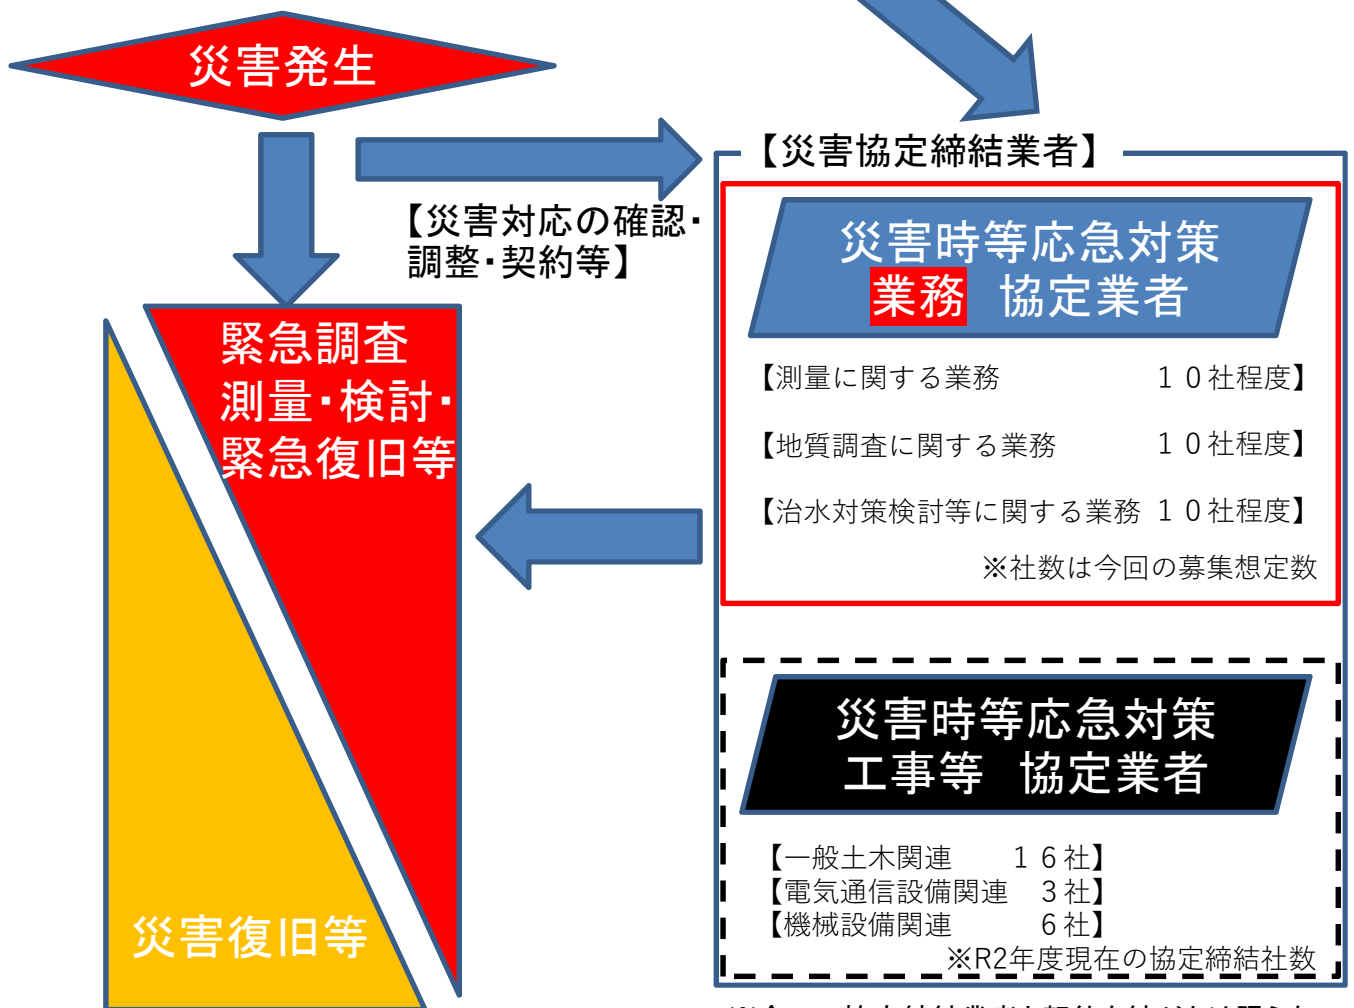 災害発生
【災害対応の確認・
調整・契約等】
緊急調査
測量・検討・
緊急復旧等
災害復旧等
【災害協定締結業者】
災害時等応急対策
業務　協定業者
【測量に関する業務　１０社程度】
【地質調査に関する業務　１０社程度】
【治水対策検討等に関する業務　１０社程度】
※社数は今回の募集想定数
災害時等応急対策
工事等　協定業者
【一般土木関連　１６社】
【電気通信設備関連　３社】
【機械設備関連　６社】
※R2年度現在の協定締結社数